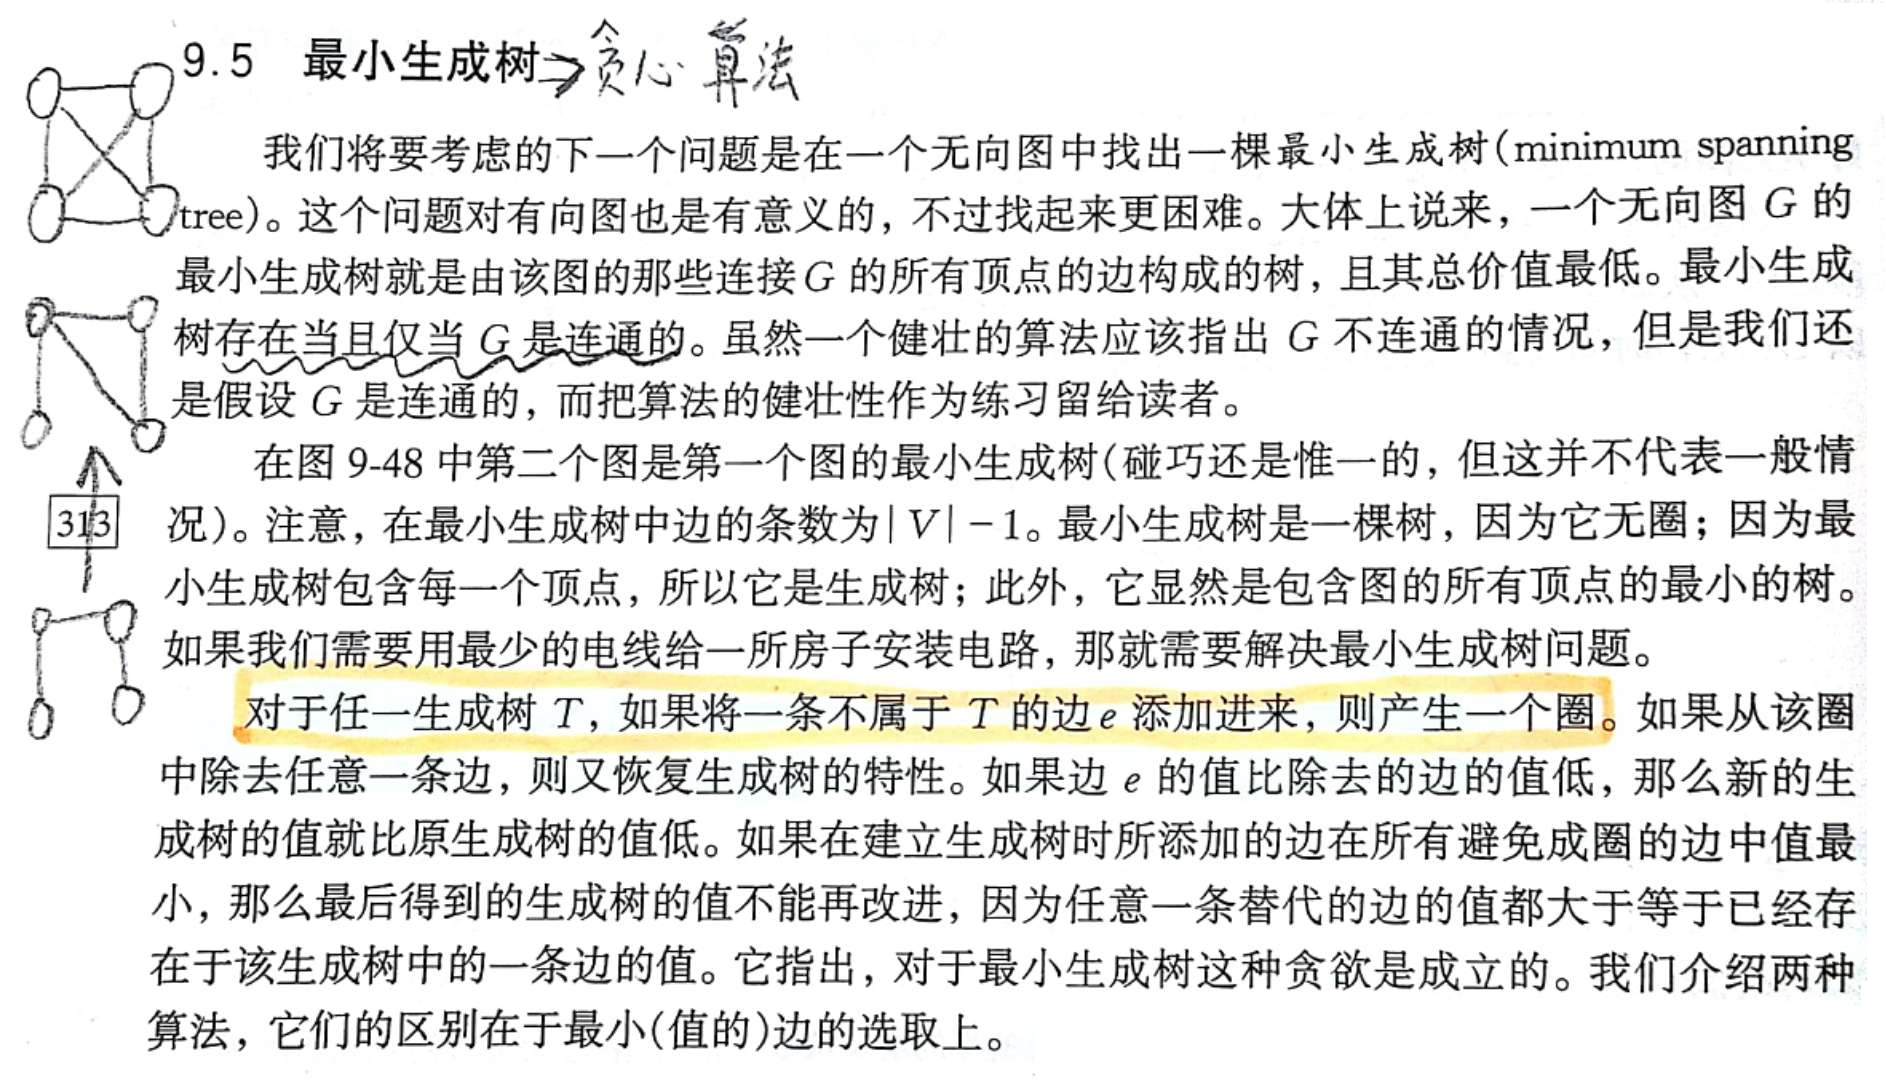 9.5 最小生成树→贪心算法
我们将要考虑的下一个问题是在一个无向图中找出一棵最小生成树(minimum spanning
tree)。这个问题对有向图也是有意义的，不过找起来更困难。大体上说来，一个无向图 G 的
最小生成树就是由该图的那些连接G 的所有顶点的边构成的树，且其总价值最低。最小生成
树存在当且仅当 G 是连通的。虽然一个健壮的算法应该指出 G 不连通的情况，但是我们还
是假设 G 是连通的，而把算法的健壮性作为练习留给读者。
在图 9-48 中第二个图是第一个图的最小生成树(碰巧还是惟一的，但这并不代表一般情
313
况)。注意，在最小生成树中边的条数为|V|-1。最小生成树是一棵树，因为它无圈；因为最
小生成树包含每一个顶点，所以它是生成树；此外，它显然是包含图的所有顶点的最小的树。
如果我们需要用最少的电线给一所房子安装电路，那就需要解决最小生成树问题。
对于任一生成树 T，如果将一条不属于 T 的边 e 添加进来，则产生一个圈。如果从该圈
中除去任意一条边，则又恢复生成树的特性。如果边 e 的值比除去的边的值低，那么新的生
成树的值就比原生成树的值低。如果在建立生成树时所添加的边在所有避免成圈的边中值最
小，那么最后得到的生成树的值不能再改进，因为任意一条替代的边的值都大于等于已经存
在于该生成树中的一条边的值。它指出，对于最小生成树这种贪欲是成立的。我们介绍两种
算法，它们的区别在于最小(值的)边的选取上。